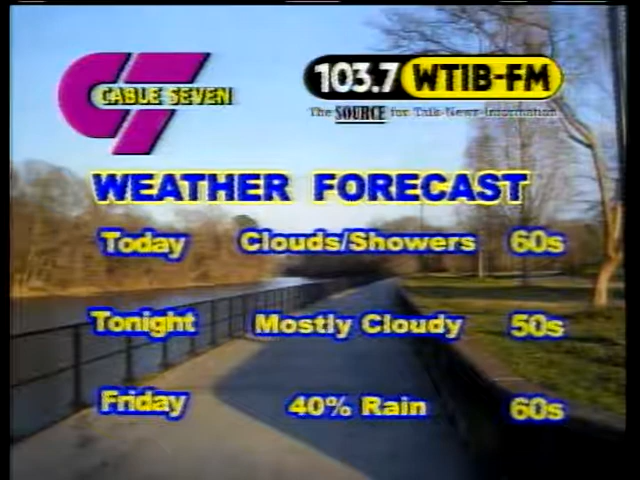 CABLE SEVEN
103.7 WTIB-FM
The SOURCE for Talk-News-Information
WEATHER FORECAST
Today Clouds/Showers 60s
Tonight Mostly Cloudy 50s
Friday 40% Rain 60s